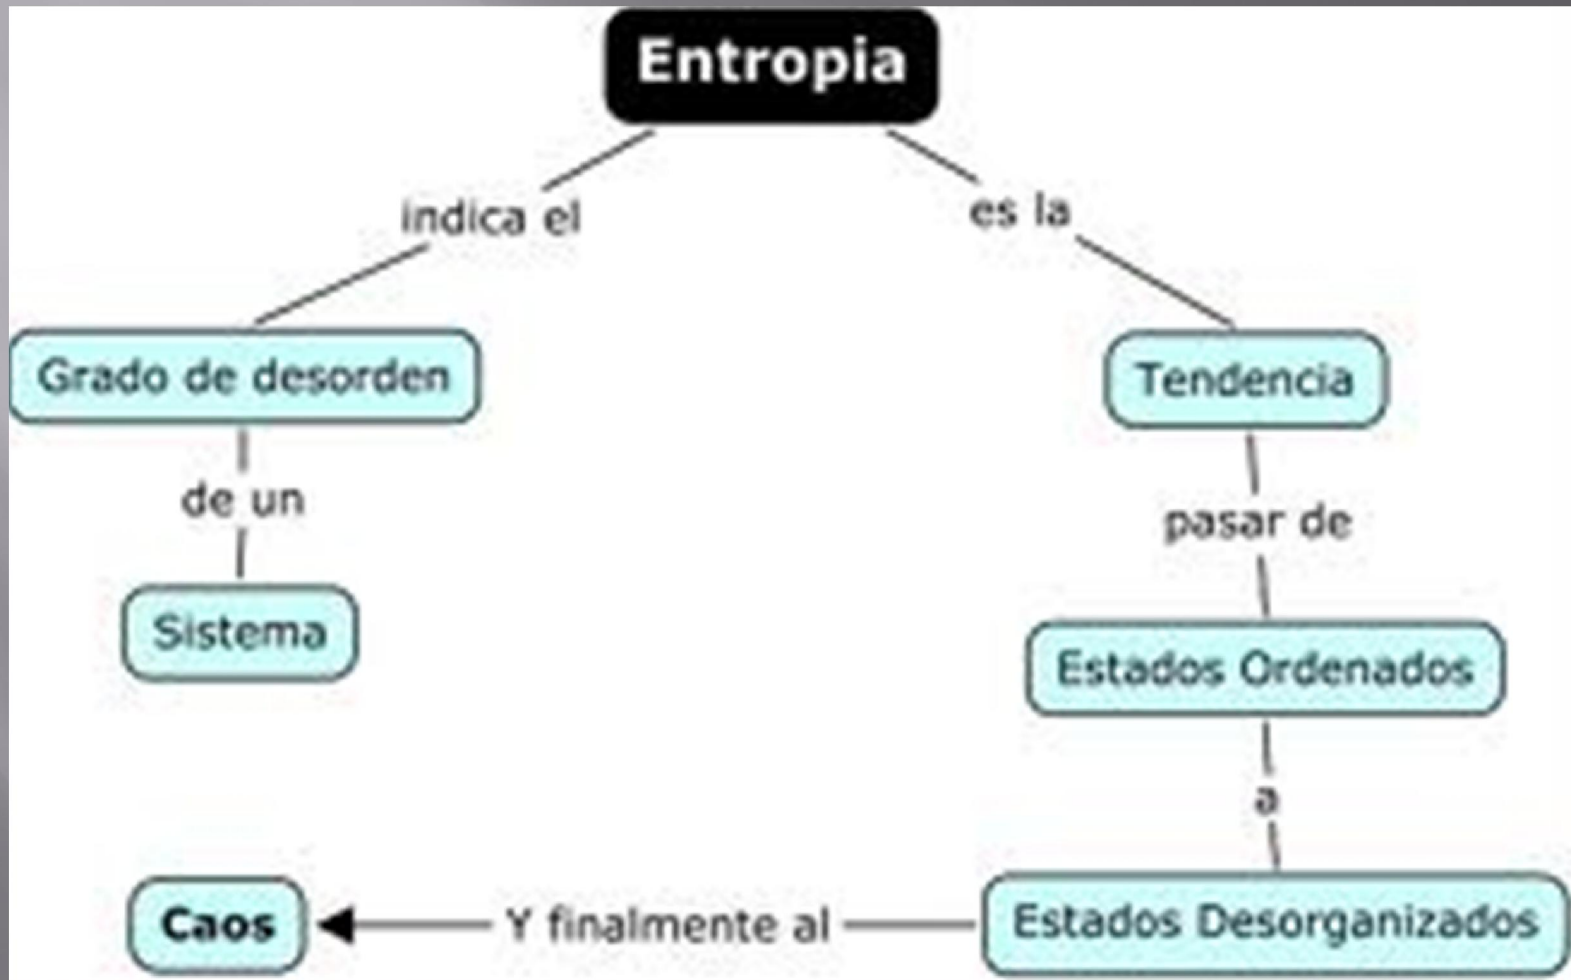 Entropia
indica el
es la
Grado de desorden
Tendencia
de un
pasar de
Sistema
Estados Ordenados
a
Caos
Y finalmente al
Estados Desorganizados